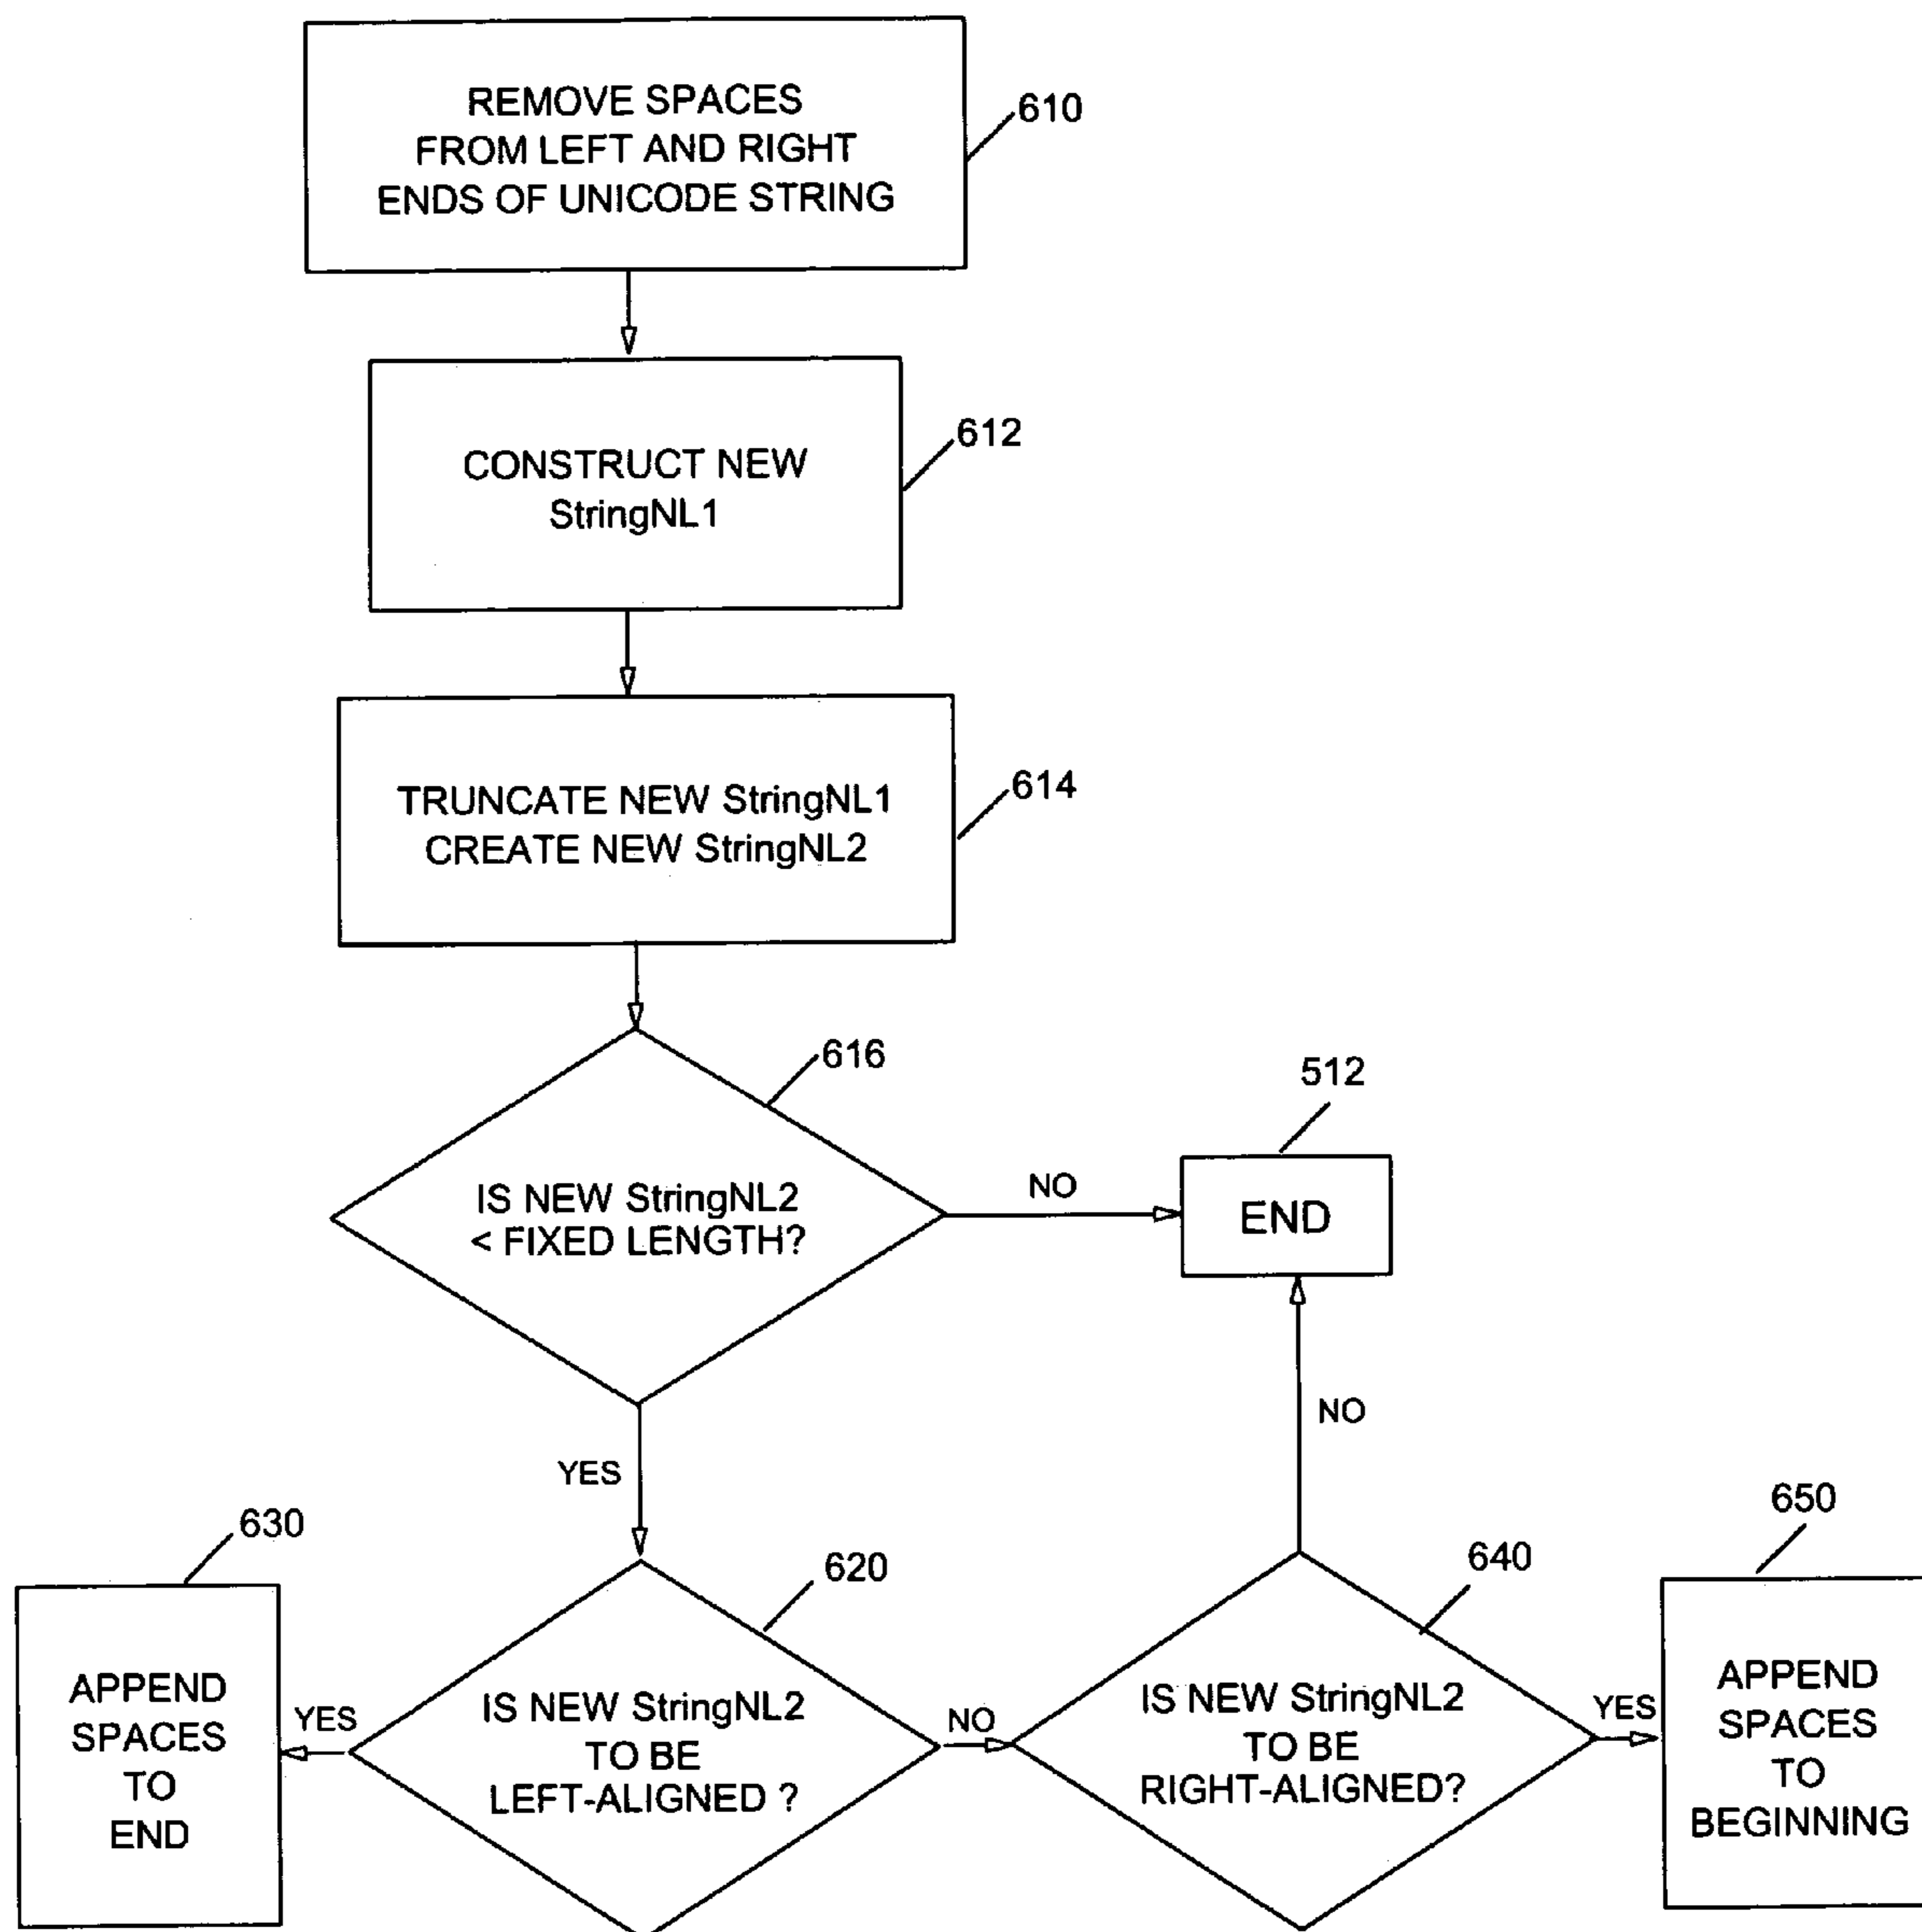 REMOVE SPACES
FROM LEFT AND RIGHT
ENDS OF UNICODE STRING
610
CONSTRUCT NEW
StringNL1
612
TRUNCATE NEW StringNL1
CREATE NEW StringNL2
614
616
IS NEW StringNL2
< FIXED LENGTH?
NO
512
END
YES
NO
630
APPEND
SPACES
TO
END
YES
620
IS NEW StringNL2
TO BE
LEFT-ALIGNED ?
NO
640
IS NEW StringNL2
TO BE
RIGHT-ALIGNED?
YES
650
APPEND
SPACES
TO
BEGINNING